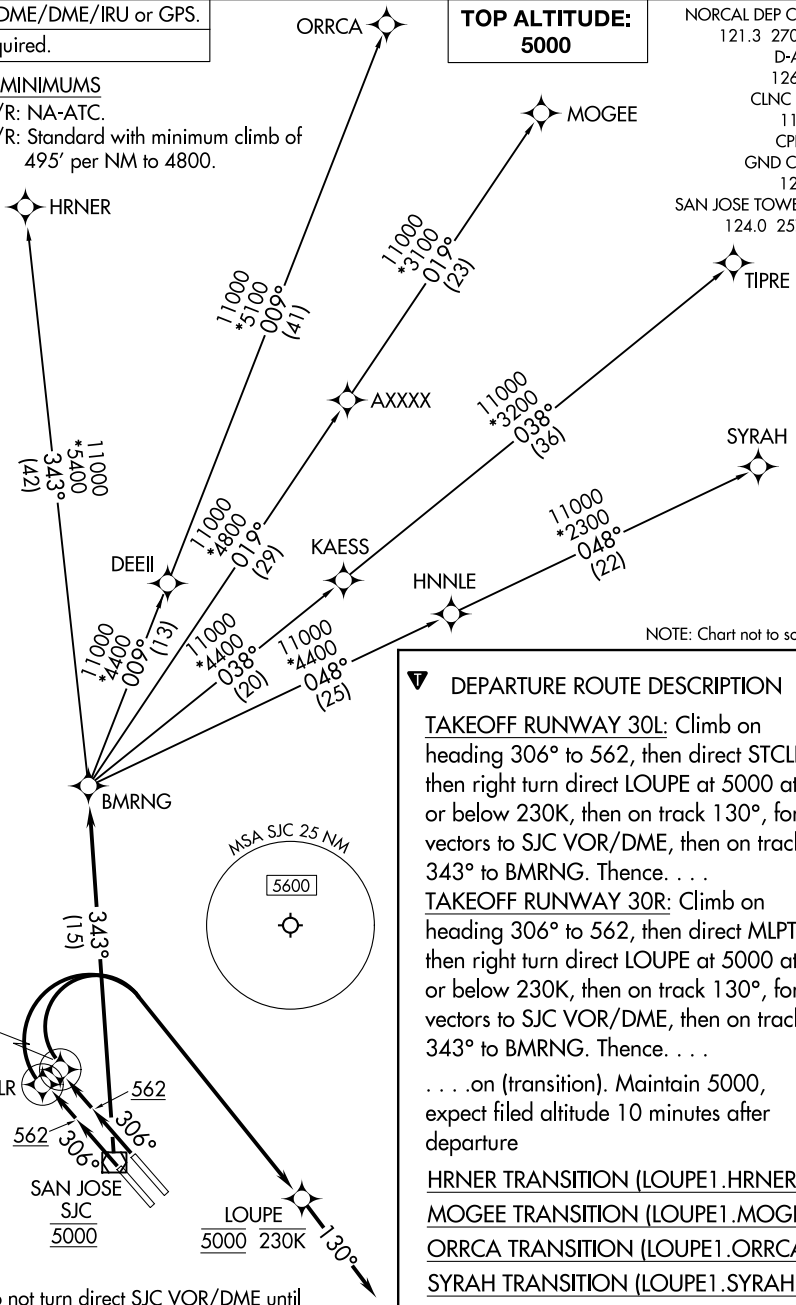 DME/DME/IRU or GPS.
TOP ALTITUDE:
5000
NORCAL DEP C
121.3 270
D-A
126
CLNC
11
CP
GND C
12
SAN JOSE TOWE
124.0 25
quired.
MINIMUMS
/R: NA-ATC.
/R: Standard with minimum climb of
495' per NM to 4800.
ORRCA
MOGEE
HRNER
TIPRE
11000
*3100
019°
(23)
11000
*5100
009°
(41)
AXXXX
11000
*3200
038°
(36)
SYRAH
11000
*5400
343°
(42)
11000
*4800
019°
(29)
11000
*2300
048°
(22)
DEEII
KAESS
HNNLE
11000
*4400
009°
(13)
11000
*4400
038°
(20)
11000
*4400
048°
(25)
NOTE: Chart not to sc
BMRNG
MSA SJC 25 NM
5600
343°
(15)
LR
562
562
306°
306°
SAN JOSE
SJC
5000
LOUPE
5000 230K
130°
o not turn direct SJC VOR/DME until
T
DEPARTURE ROUTE DESCRIPTION
TAKEOFF RUNWAY 30L: Climb on
heading 306° to 562, then direct STCL
then right turn direct LOUPE at 5000 at
or below 230K, then on track 130°, for
vectors to SJC VOR/DME, then on track
343° to BMRNG. Thence. . . .
TAKEOFF RUNWAY 30R: Climb on
heading 306° to 562, then direct MLPT
then right turn direct LOUPE at 5000 at
or below 230K, then on track 130°, for
vectors to SJC VOR/DME, then on track
343° to BMRNG. Thence. . . .
. . . .on (transition). Maintain 5000,
expect filed altitude 10 minutes after
departure
HRNER TRANSITION (LOUPE1.HRNER
MOGEE TRANSITION (LOUPE1.MOG
ORRCA TRANSITION (LOUPE1.ORRCA
SYRAH TRANSITION (LOUPE1.SYRAH